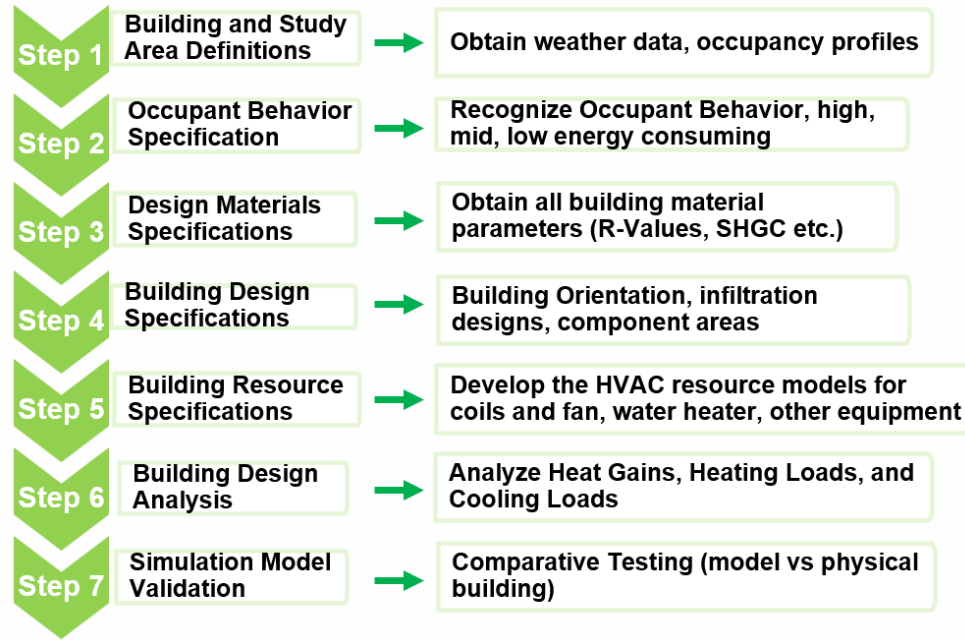 Step 1
Building and Study
Area Definitions
Obtain weather data, occupancy profiles
Step 2
Occupant Behavior
Specification
Recognize Occupant Behavior, high,
mid, low energy consuming
Step 3
Design Materials
Specifications
Obtain all building material
parameters (R-Values, SHGC etc.)
Step 4
Building Design
Specifications
Building Orientation, infiltration
designs, component areas
Step 5
Building Resource
Specifications
Develop the HVAC resource models for
coils and fan, water heater, other equipment
Step 6
Building Design
Analysis
Analyze Heat Gains, Heating Loads, and
Cooling Loads
Step 7
Simulation Model
Validation
Comparative Testing (model vs physical
building)